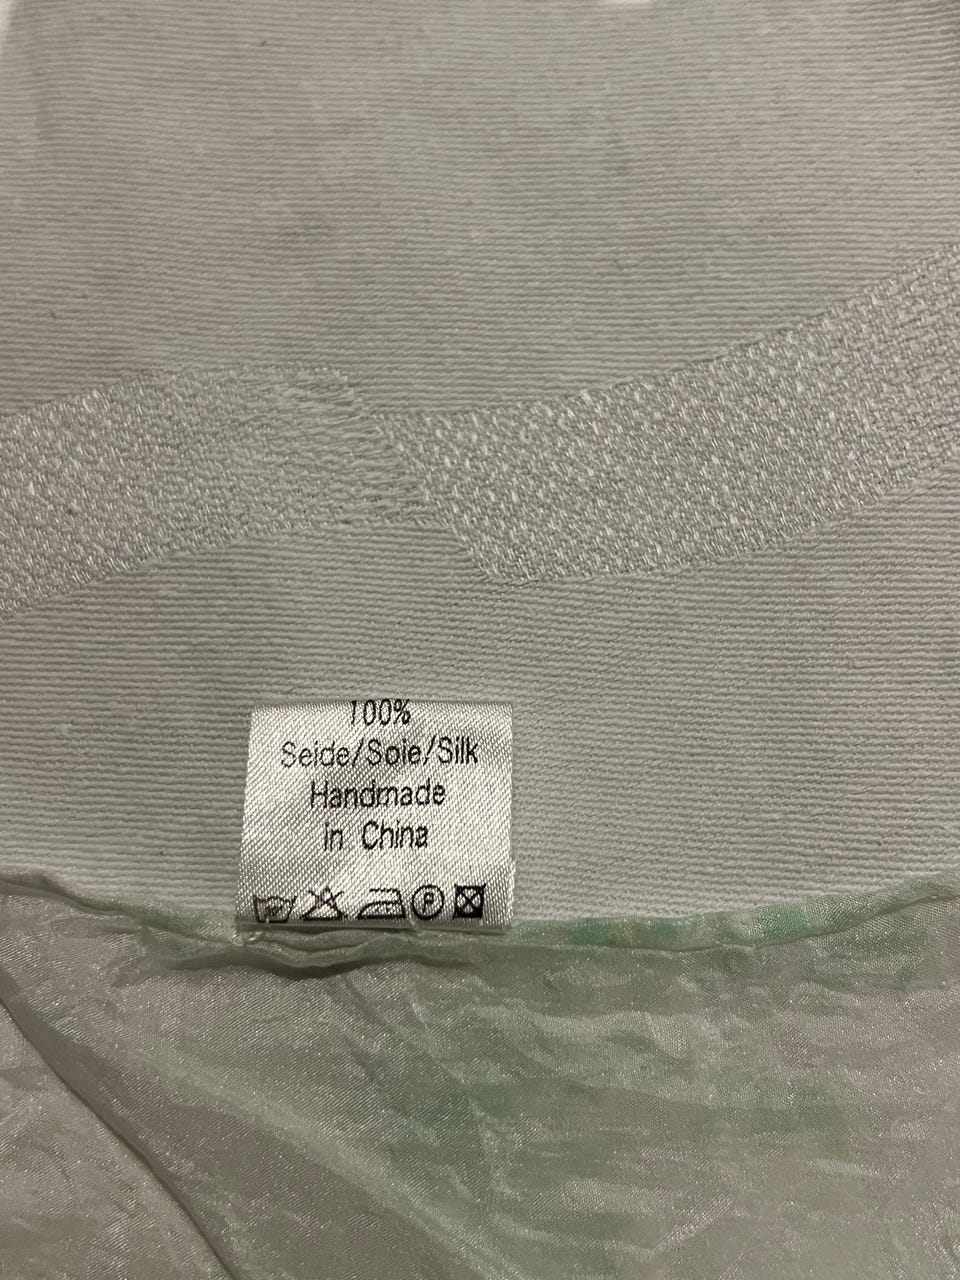 100%
Seide/Soie/Silk
Handmade
in China
P